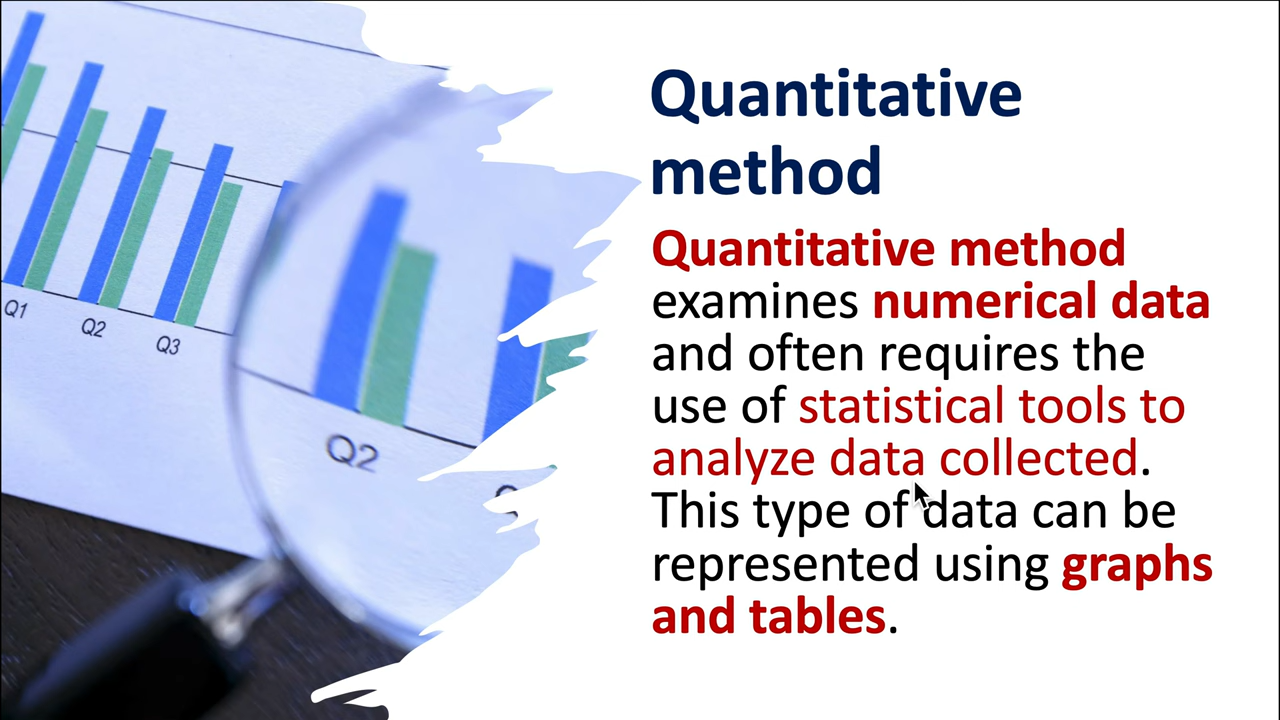 Quantitative
method
Quantitative method
examines numerical data
and often requires the
use of statistical tools to
analyze data collected.
This type of data can be
represented using graphs
and tables.
Q1
Q2
Q3
Q2